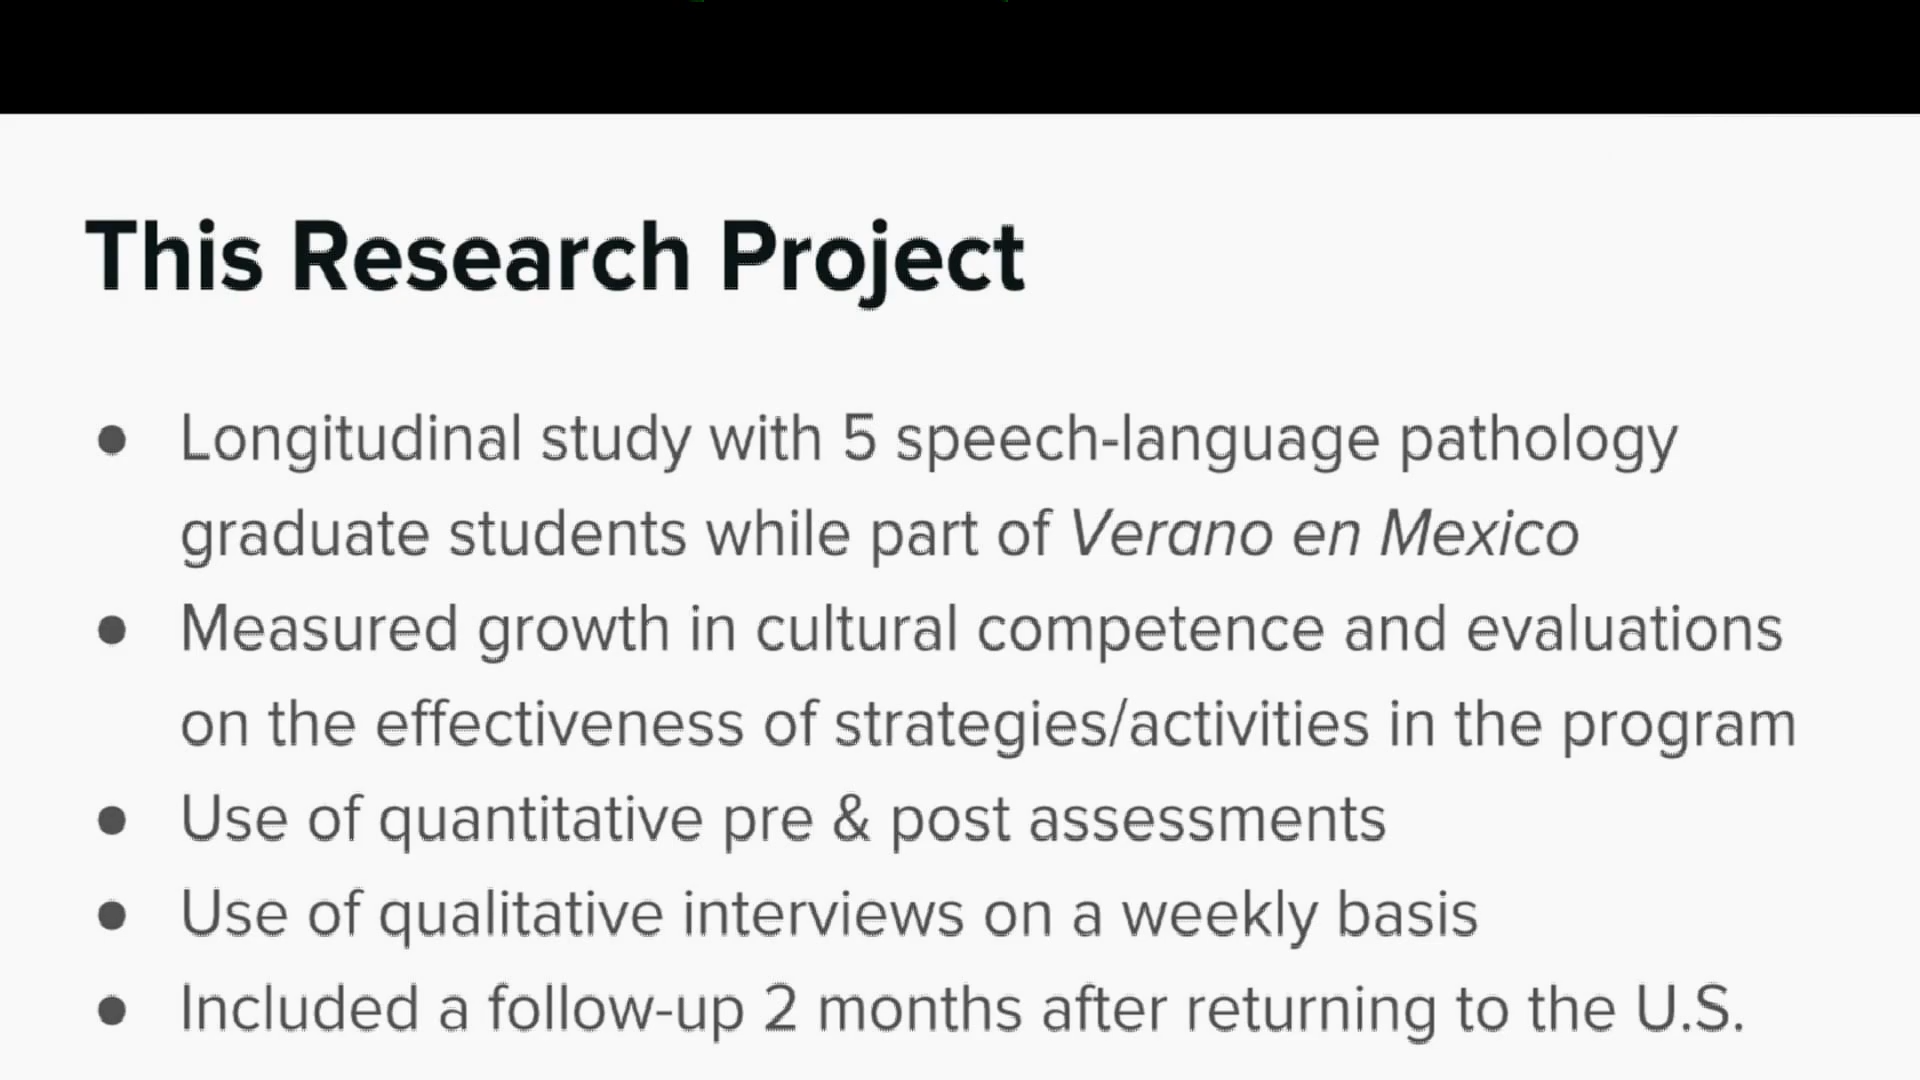 This Research Project
● Longitudinal study with 5 speech-language pathology
graduate students while part of Verano en Mexico
● Measured growth in cultural competence and evaluations
on the effectiveness of strategies/activities in the program
● Use of quantitative pre & post assessments
● Use of qualitative interviews on a weekly basis
● Included a follow-up 2 months after returning to the U.S.